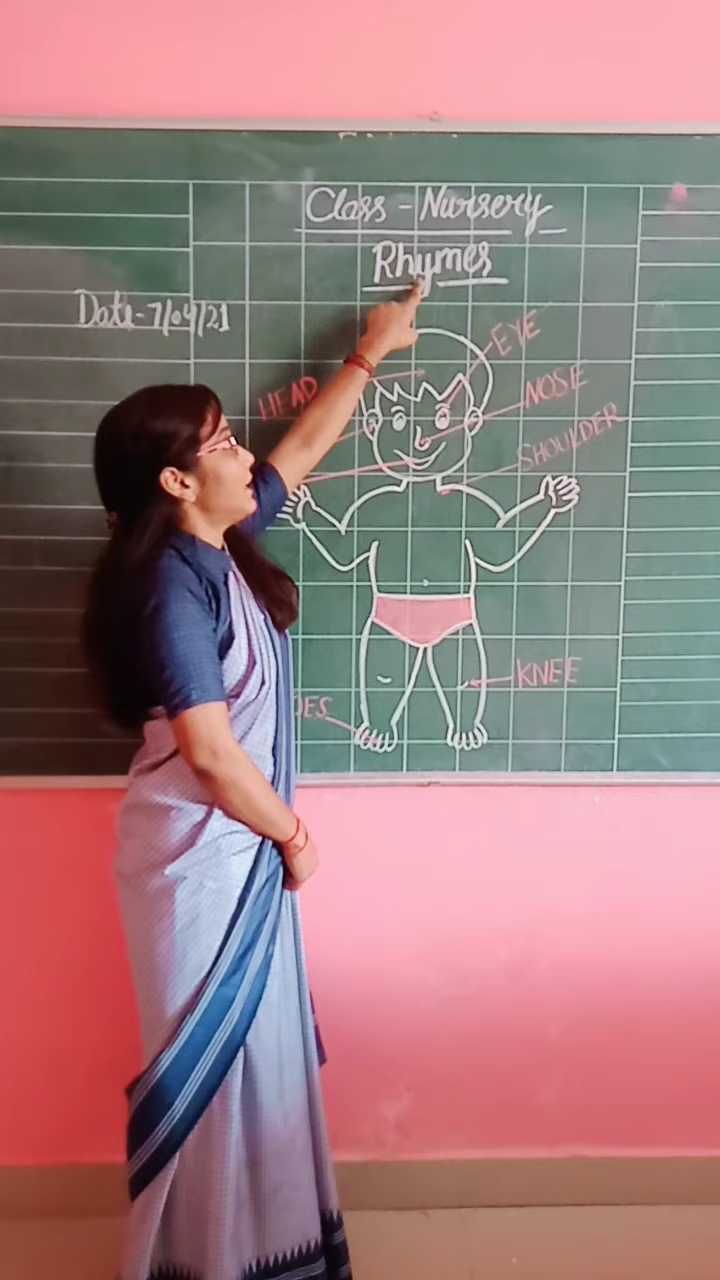 Class - Nursery
Rhymes
Date - 7/04/21
EYE
HEAD
NOSE
SHOULDER
KNEE